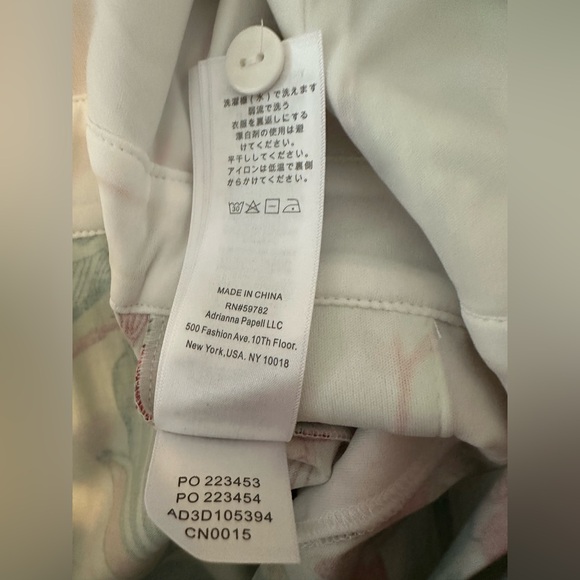 洗濯機(水)で洗えます
弱流で洗う
衣服を裏返しにする
漂白剤の使用は避
けてください。
平干ししてください。
アイロンは低温で裏側
からかけてください。
MADE IN CHINA
RN#59782
Adrianna Papell LLC
500 Fashion Ave. 10Th Floor.
New York,USA. NY 10018
PO 223453
PO 223454
AD3D105394
CN0015